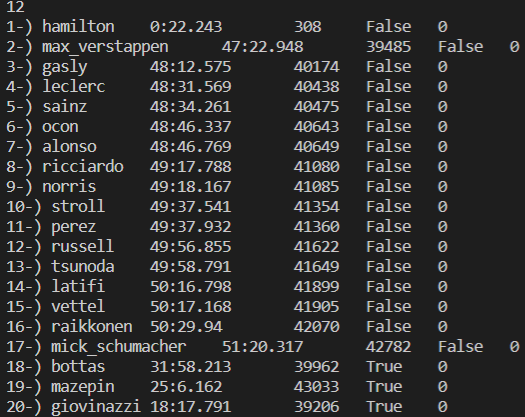 12
1-) hamilton 0:22.243 308 False 0
2-) max_verstappen 47:22.948 39485 False 0
3-) gasly 48:12.575 40174 False 0
4-) leclerc 48:31.569 40438 False 0
5-) sainz 48:34.261 40475 False 0
6-) ocon 48:46.337 40643 False 0
7-) alonso 48:46.769 40649 False 0
8-) ricciardo 49:17.788 41080 False 0
9-) norris 49:18.167 41085 False 0
10-) stroll 49:37.541 41354 False 0
11-) perez 49:37.932 41360 False 0
12-) russell 49:56.855 41622 False 0
13-) tsunoda 49:58.791 41649 False 0
14-) latifi 50:16.798 41899 False 0
15-) vettel 50:17.168 41905 False 0
16-) raikkonen 50:29.94 42070 False 0
17-) mick_schumacher 51:20.317 42782 False 0
18-) bottas 31:58.213 39962 True 0
19-) mazepin 25:6.162 43033 True 0
20-) giovinazzi 18:17.791 39206 True 0